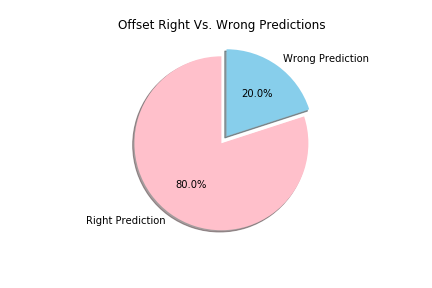 Offset Right Vs. Wrong Predictions
Wrong Prediction
20.0%
80.0%
Right Prediction